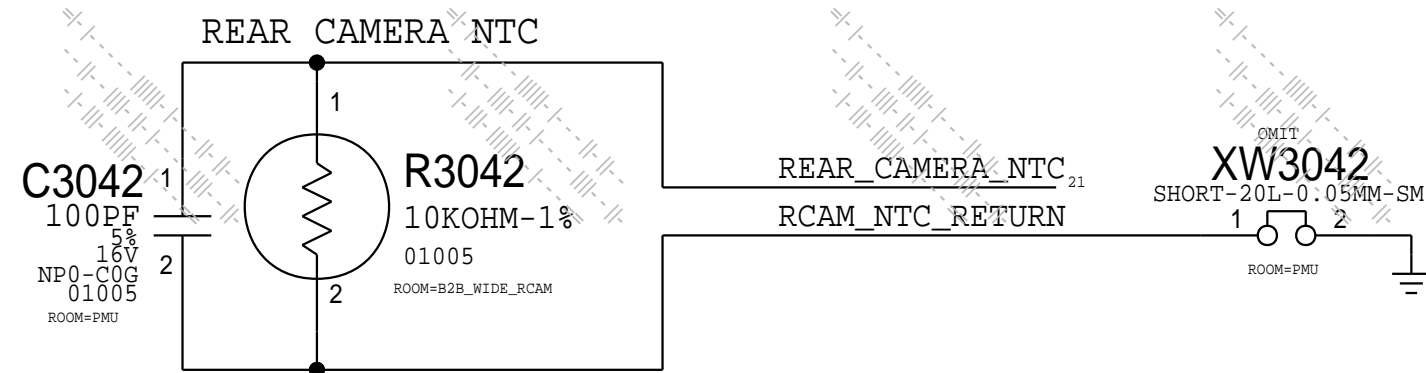 REAR CAMERA NTC
C3042
100PF
5%
16V
NP0-C0G
01005
ROOM=PMU
1
2
1
2
R3042
10KOHM-1%
01005
ROOM=B2B_WIDE_RCAM
REAR_CAMERA_NTC 21
RCAM_NTC_RETURN
OMIT
XW3042
SHORT-20L-0.05MM-SM
1
2
ROOM=PMU